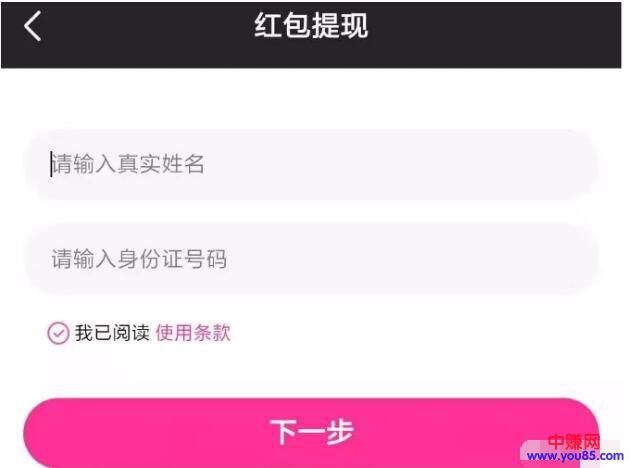 红包提现
请输入真实姓名
请输入身份证号码
我已阅读 使用条款
下一步
中赚网
www.you85.com